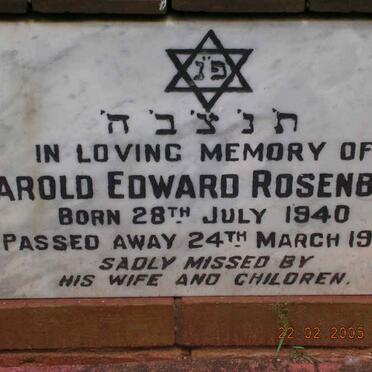 פ'נ
ת' נ' צ' ב' ה'
IN LOVING MEMORY OF
AROLD EDWARD ROSENB
BORN 28TH JULY 1940
PASSED AWAY 24TH MARCH 19
SADLY MISSED BY
HIS WIFE AND CHILDREN.
22 02 2005